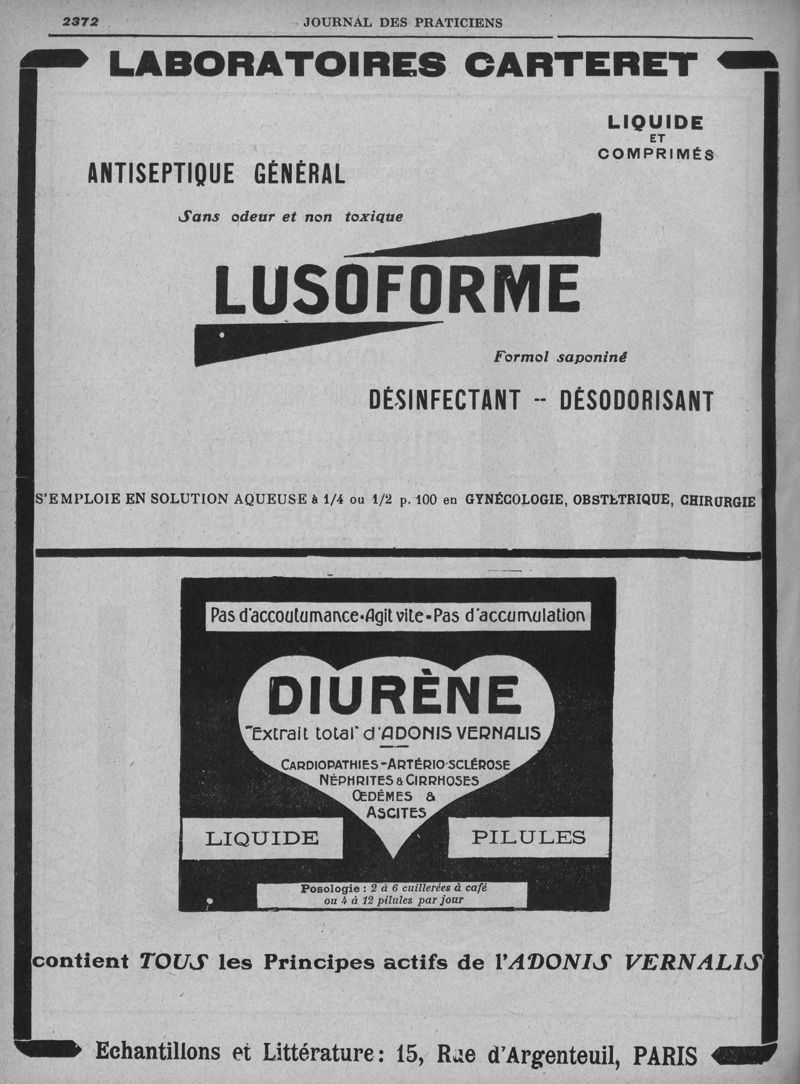 2372
JOURNAL DES PRATICIENS
LABORATOIRES CARTERET
LIQUIDE
ET
COMPRIMÉS
ANTISEPTIQUE GÉNÉRAL
Sans odeur et non toxique
LUSOFORME
Formol saponiné
DÉSINFECTANT -- DÉSODORISANT
S'EMPLOIE EN SOLUTION AQUEUSE à 1/4 ou 1/2 p. 100 en GYNÉCOLOGIE, OBSTÉTRIQUE, CHIRURGIE
Pas d'accoutumance•Agit vite-Pas d'accumulation
DIURÈNE
"Extrait total" d'ADONIS VERNALIS
CARDIOPATHIES-ARTÉRIO-SCLÉROSE
NÉPHRITES & CIRRHOSES
ŒDÈMES &
ASCITES
LIQUIDE
PILULES
Posologie : 2 à 6 cuillerées à café
ou 4 à 12 pilules par jour
contient TOUS les Principes actifs de l'ADONIS VERNALIS
Echantillons et Littérature: 15, Rue d'Argenteuil, PARIS